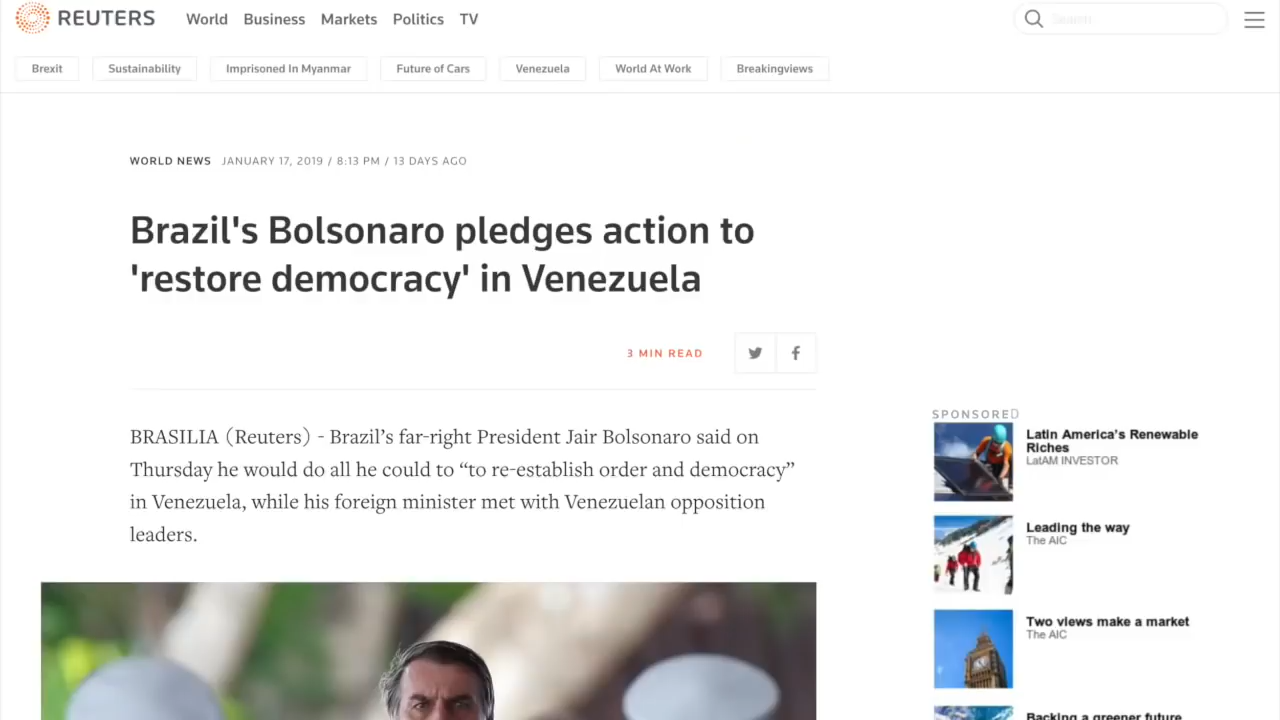 REUTERS World Business Markets Politics TV Search
Brexit Sustainability Imprisoned In Myanmar Future of Cars Venezuela World At Work Breakingviews
WORLD NEWS JANUARY 17, 2019 / 8:13 PM / 13 DAYS AGO
Brazil's Bolsonaro pledges action to
'restore democracy' in Venezuela
3 MIN READ
BRASILIA (Reuters) - Brazil’s far-right President Jair Bolsonaro said on
Thursday he would do all he could to “to re-establish order and democracy”
in Venezuela, while his foreign minister met with Venezuelan opposition
leaders.
SPONSORED
Latin America’s Renewable
Riches
LatAM INVESTOR
Leading the way
The AIC
Two views make a market
The AIC
Backing a greener future